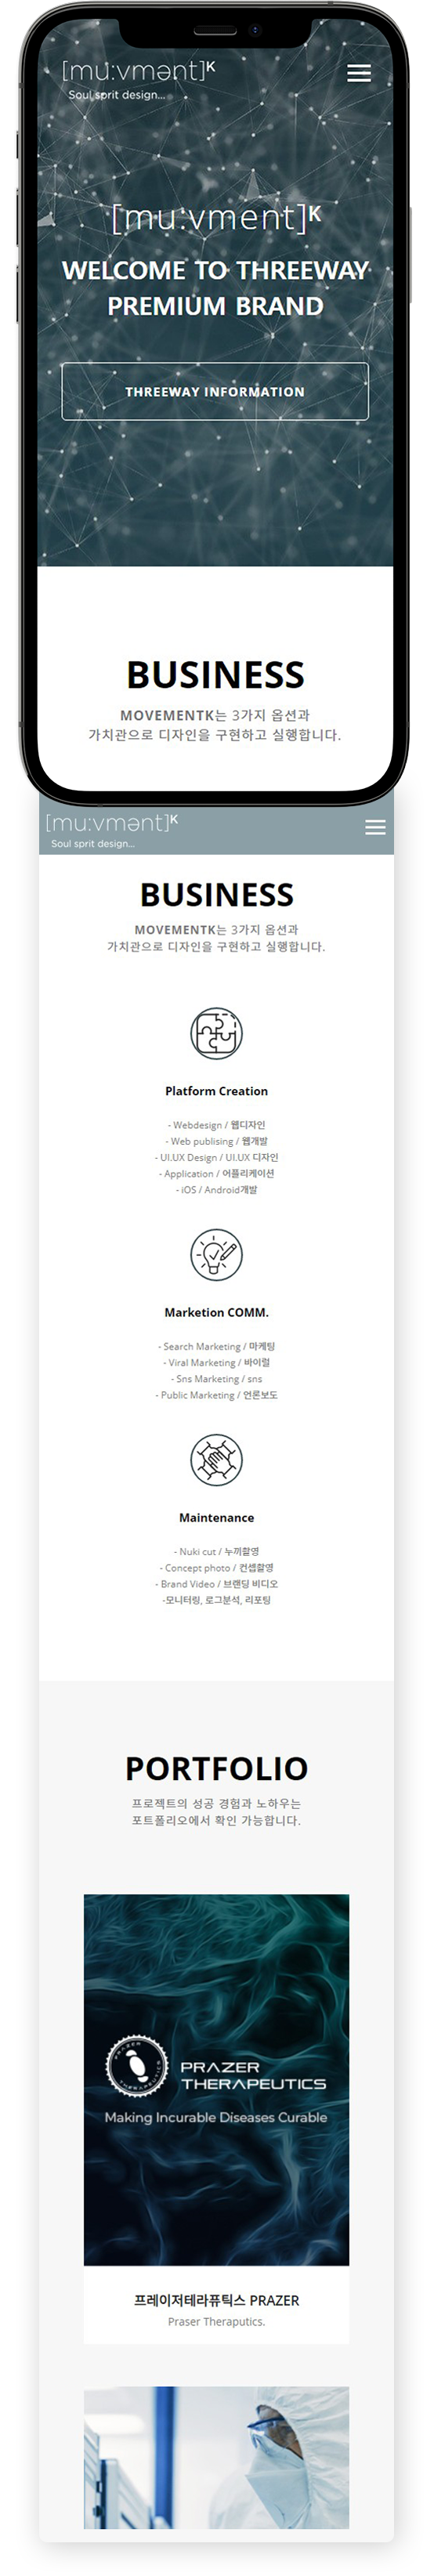 [mu:vmənt]K
Soul sprit design...
[mu:vment]K
WELCOME TO THREEWAY
PREMIUM BRAND
THREEWAY INFORMATION
BUSINESS
MOVEMENTK는 3가지 옵션과
가치관으로 디자인을 구현하고 실행합니다.
[mu:vmənt]K
Soul sprit design...
BUSINESS
MOVEMENTK는 3가지 옵션과
가치관으로 디자인을 구현하고 실행합니다.
Platform Creation
- Webdesign / 웹디자인
- Web publising / 웹개발
- UI.UX Design / UI.UX 디자인
- Application / 어플리케이션
- iOS / Android개발
Marketion COMM.
- Search Marketing / 마케팅
- Viral Marketing / 바이럴
- Sns Marketing / sns
- Public Marketing / 언론보도
Maintenance
- Nuki cut / 누끼촬영
- Concept photo / 컨셉촬영
- Brand Video / 브랜딩 비디오
-모니터링, 로그분석, 리포팅
PORTFOLIO
프로젝트의 성공 경험과 노하우는
포트폴리오에서 확인 가능합니다.
PRAZER
THERAPEUTICS
PRAZER
THERAPEUTICS
Making Incurable Diseases Curable
프레이저테라퓨틱스 PRAZER
Praser Theraputics.